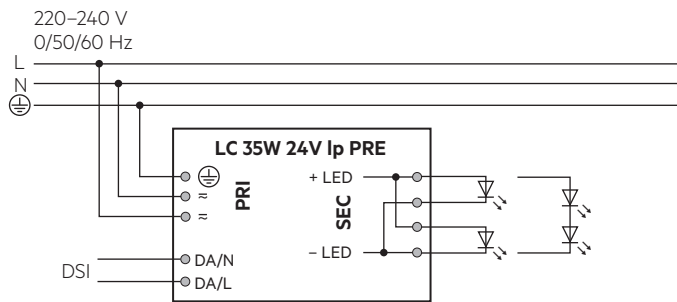 220–240 V
0/50/60 Hz
L
N
LC 35W 24V lp PRE
PRI
≂
≂
SEC
+ LED
– LED
DSI
DA/N
DA/L